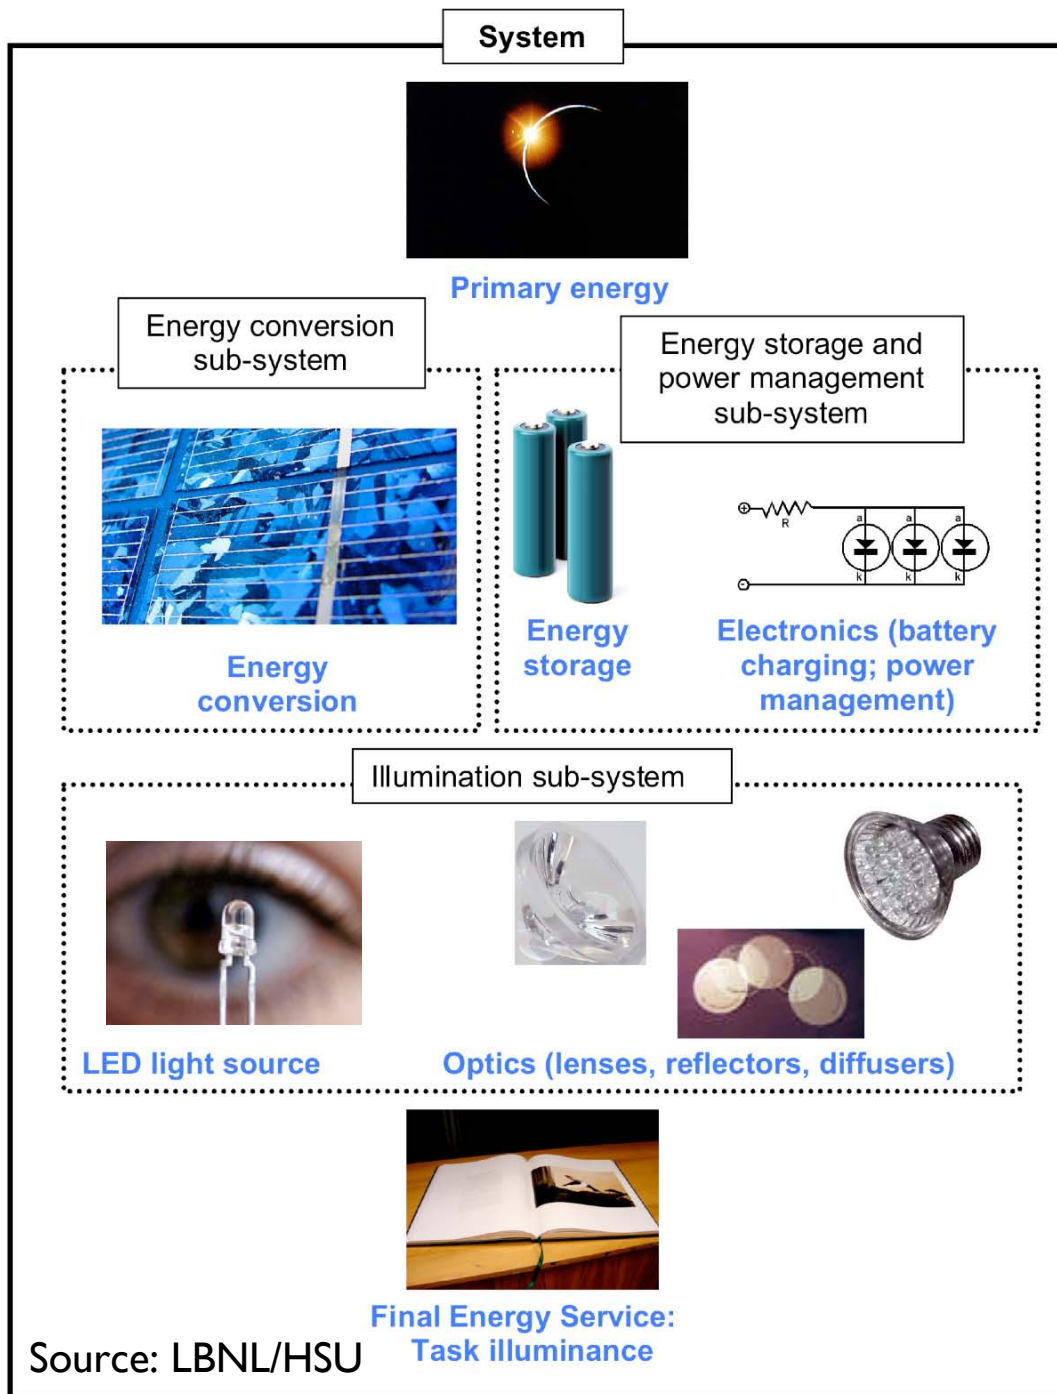 System
Primary energy
Energy conversion
sub-system
Energy storage and
power management
sub-system
Energy
conversion
+
R
a
a
a
k
k
k
-
Energy
storage
Electronics (battery
charging; power
management)
Illumination sub-system
LED light source
Optics (lenses, reflectors, diffusers)
Final Energy Service:
Task illuminance
Source: LBNL/HSU